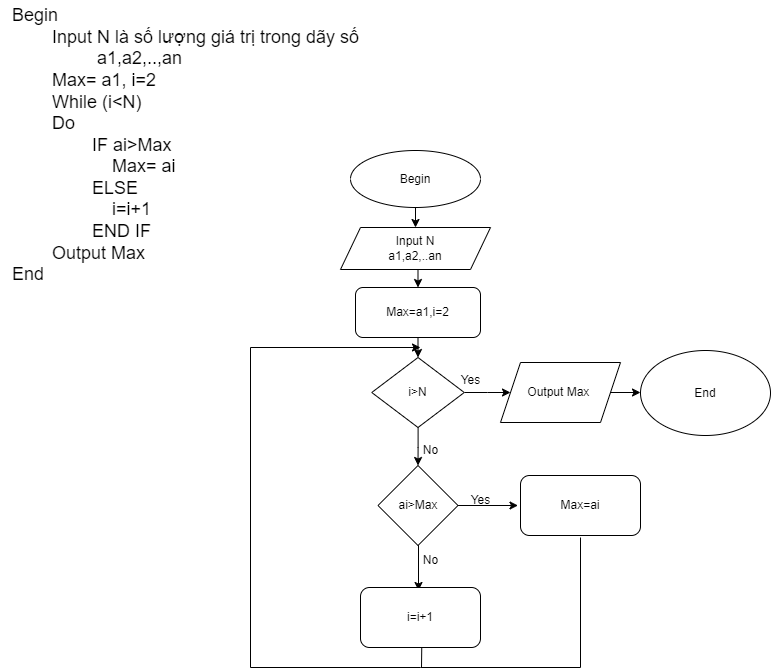 Begin
Input N là số lượng giá trị trong dãy số
a1,a2,..,an
Max= a1, i=2
While (i<N)
Do
IF ai>Max
Max= ai
ELSE
i=i+1
END IF
Output Max
End
Begin
Input N
a1,a2,..an
Max=a1,i=2
i>N
Yes
Output Max
End
No
ai>Max
Yes
Max=ai
No
i=i+1